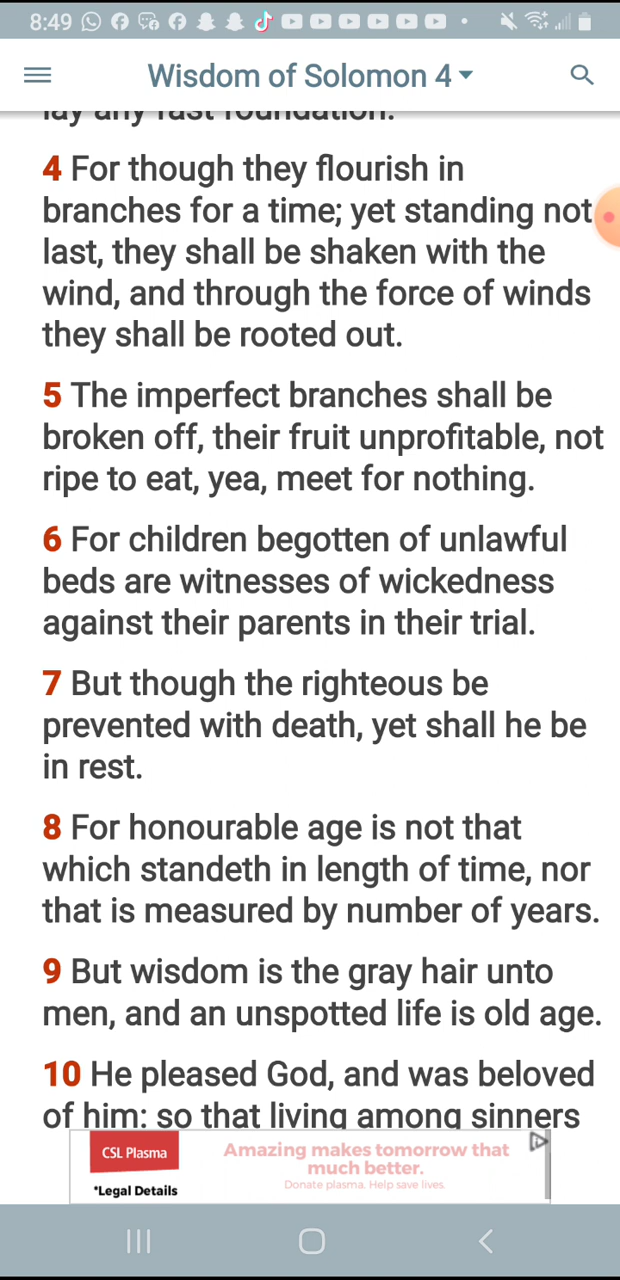 8:49
Wisdom of Solomon 4
lay any fast foundation.
4 For though they flourish in
branches for a time; yet standing not
last, they shall be shaken with the
wind, and through the force of winds
they shall be rooted out.
5 The imperfect branches shall be
broken off, their fruit unprofitable, not
ripe to eat, yea, meet for nothing.
6 For children begotten of unlawful
beds are witnesses of wickedness
against their parents in their trial.
7 But though the righteous be
prevented with death, yet shall he be
in rest.
8 For honourable age is not that
which standeth in length of time, nor
that is measured by number of years.
9 But wisdom is the gray hair unto
men, and an unspotted life is old age.
10 He pleased God, and was beloved
of him: so that living among sinners
CSL Plasma
*Legal Details
Amazing makes tomorrow that
much better.
Donate plasma. Help save lives.